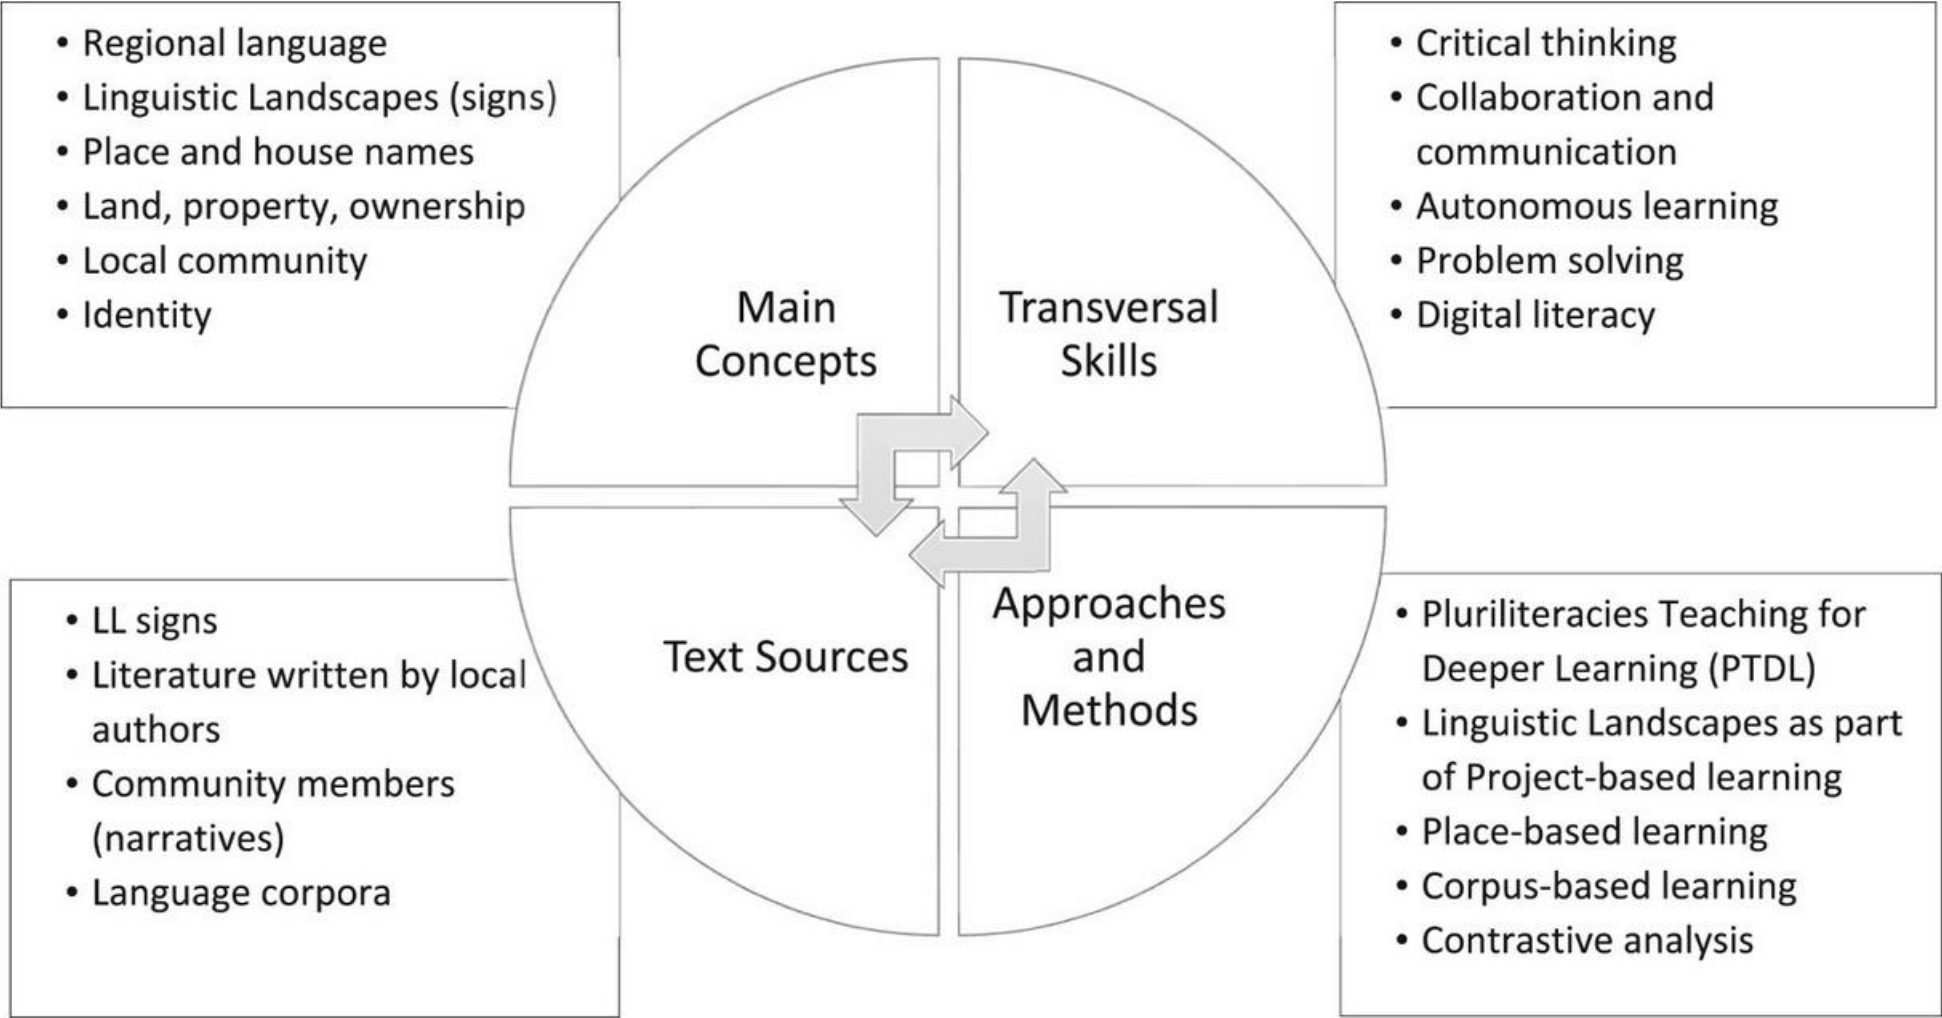 • Regional language
• Linguistic Landscapes (signs)
• Place and house names
• Land, property, ownership
• Local community
• Identity
• Critical thinking
• Collaboration and
communication
• Autonomous learning
• Problem solving
• Digital literacy
Main
Concepts
Transversal
Skills
Text Sources
Approaches
and
Methods
• LL signs
• Literature written by local
authors
• Community members
(narratives)
• Language corpora
• Pluriliteracies Teaching for
Deeper Learning (PTDL)
• Linguistic Landscapes as part
of Project-based learning
• Place-based learning
• Corpus-based learning
• Contrastive analysis